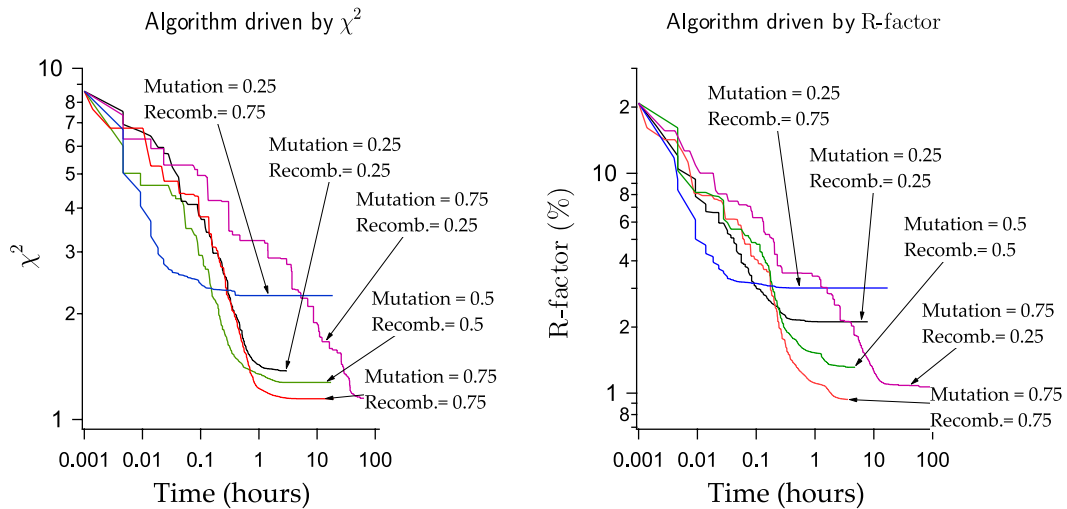 Algorithm driven by χ²
10
9
8
7
6
5
4
3
2
1
χ²
0.001
0.01
0.1
1
10
100
Time (hours)
Mutation = 0.25
Recomb.= 0.75
Mutation = 0.25
Recomb.= 0.25
Mutation = 0.75
Recomb.= 0.25
Mutation = 0.5
Recomb.= 0.5
Mutation = 0.75
Recomb.= 0.75
Algorithm driven by R-factor
2
10
8
6
4
2
1
8
R-factor (%)
0.001
0.01
0.1
1
10
100
Time (hours)
Mutation = 0.25
Recomb.= 0.75
Mutation = 0.25
Recomb.= 0.25
Mutation = 0.5
Recomb.= 0.5
Mutation = 0.75
Recomb.= 0.25
Mutation = 0.75
Recomb.= 0.75